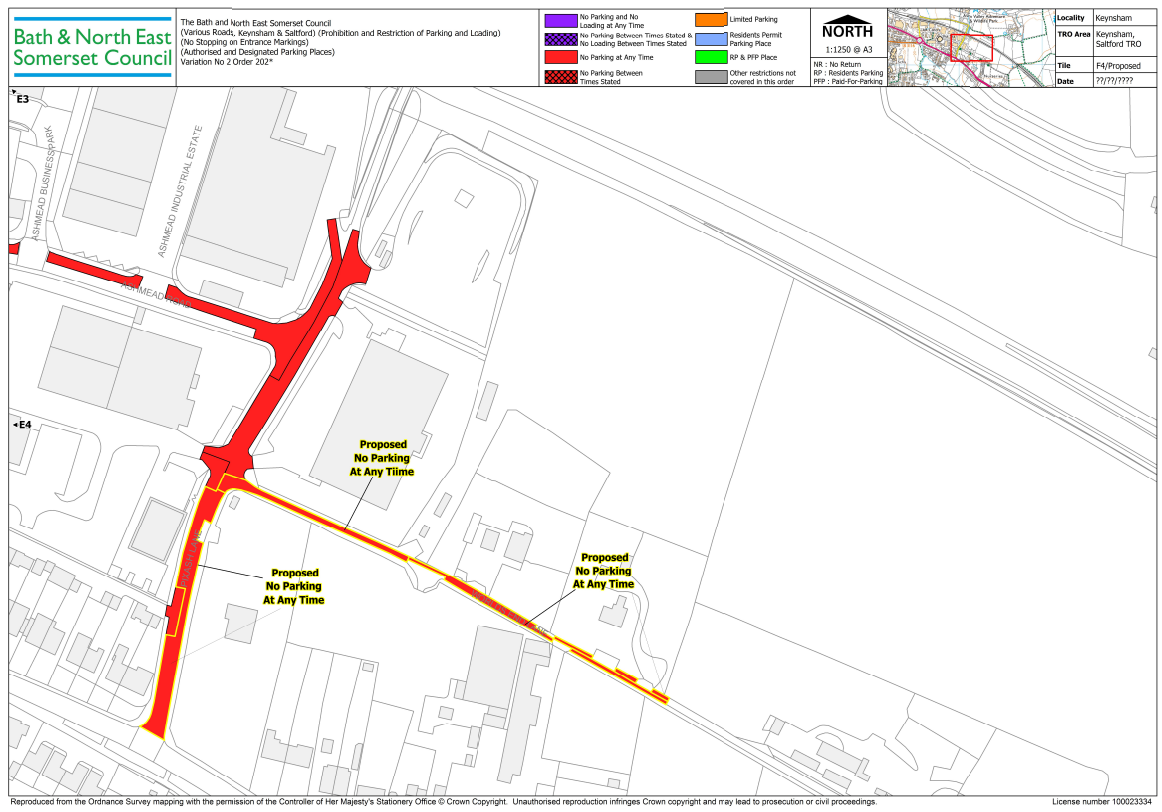 Bath & North East
Somerset Council
The Bath and North East Somerset Council
(Various Roads, Keynsham & Saltford) (Prohibition and Restriction of Parking and Loading)
(No Stopping on Entrance Markings)
(Authorised and Designated Parking Places)
Variation No 2 Order 202*
No Parking and No
Loading at Any Time
No Parking Between Times Stated &
No Loading Between Times Stated
No Parking at Any Time
No Parking Between
Times Stated
Limited Parking
Residents Permit
Parking Place
RP & PFP Place
Other restrictions not
covered in this order
NORTH
1:1250 @ A3
NR : No Return
RP : Residents Parking
PFP : Paid-For-Parking
Locality Keynsham
TRO Area Keynsham,
Saltford TRO
Tile F4/Proposed
Date ??/??/????
E3
ASHMEAD BUSINESS PARK
ASHMEAD INDUSTRIAL ESTATE
ASHMEAD ROAD
E4
Proposed
No Parking
At Any Tiime
Proposed
No Parking
At Any Time
Proposed
No Parking
At Any Time
Reproduced from the Ordnance Survey mapping with the permission of the Controller of Her Majesty's Stationery Office © Crown Copyright. Unauthorised reproduction infringes Crown copyright and may lead to prosecution or civil proceedings.
License number 100023334